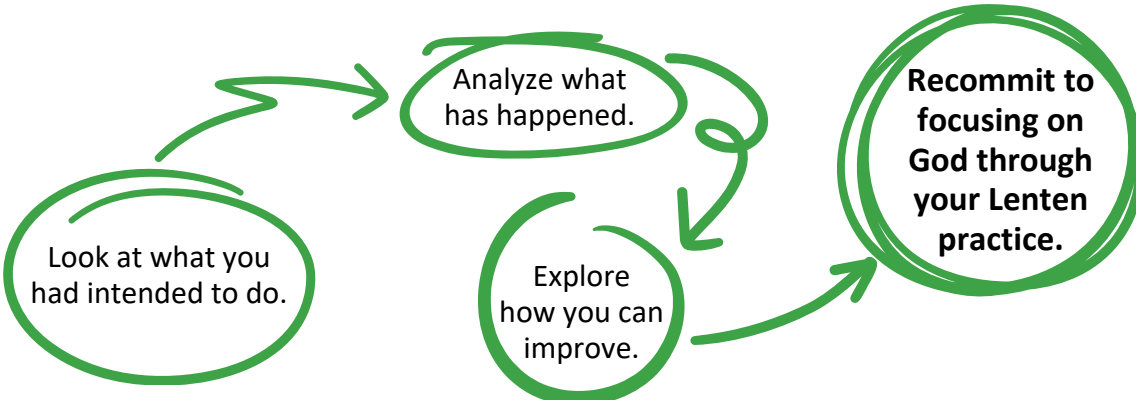 Look at what you
had intended to do.
Analyze what
has happened.
Explore
how you can
improve.
Recommit to
focusing on
God through
your Lenten
practice.